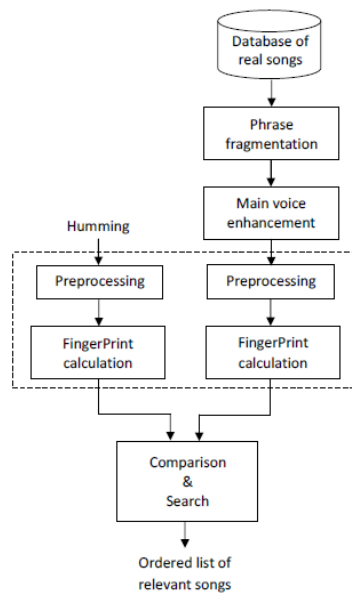 Database of
real songs
Phrase
fragmentation
Main voice
enhancement
Humming
Preprocessing
Preprocessing
FingerPrint
calculation
FingerPrint
calculation
Comparison
&
Search
Ordered list of
relevant songs